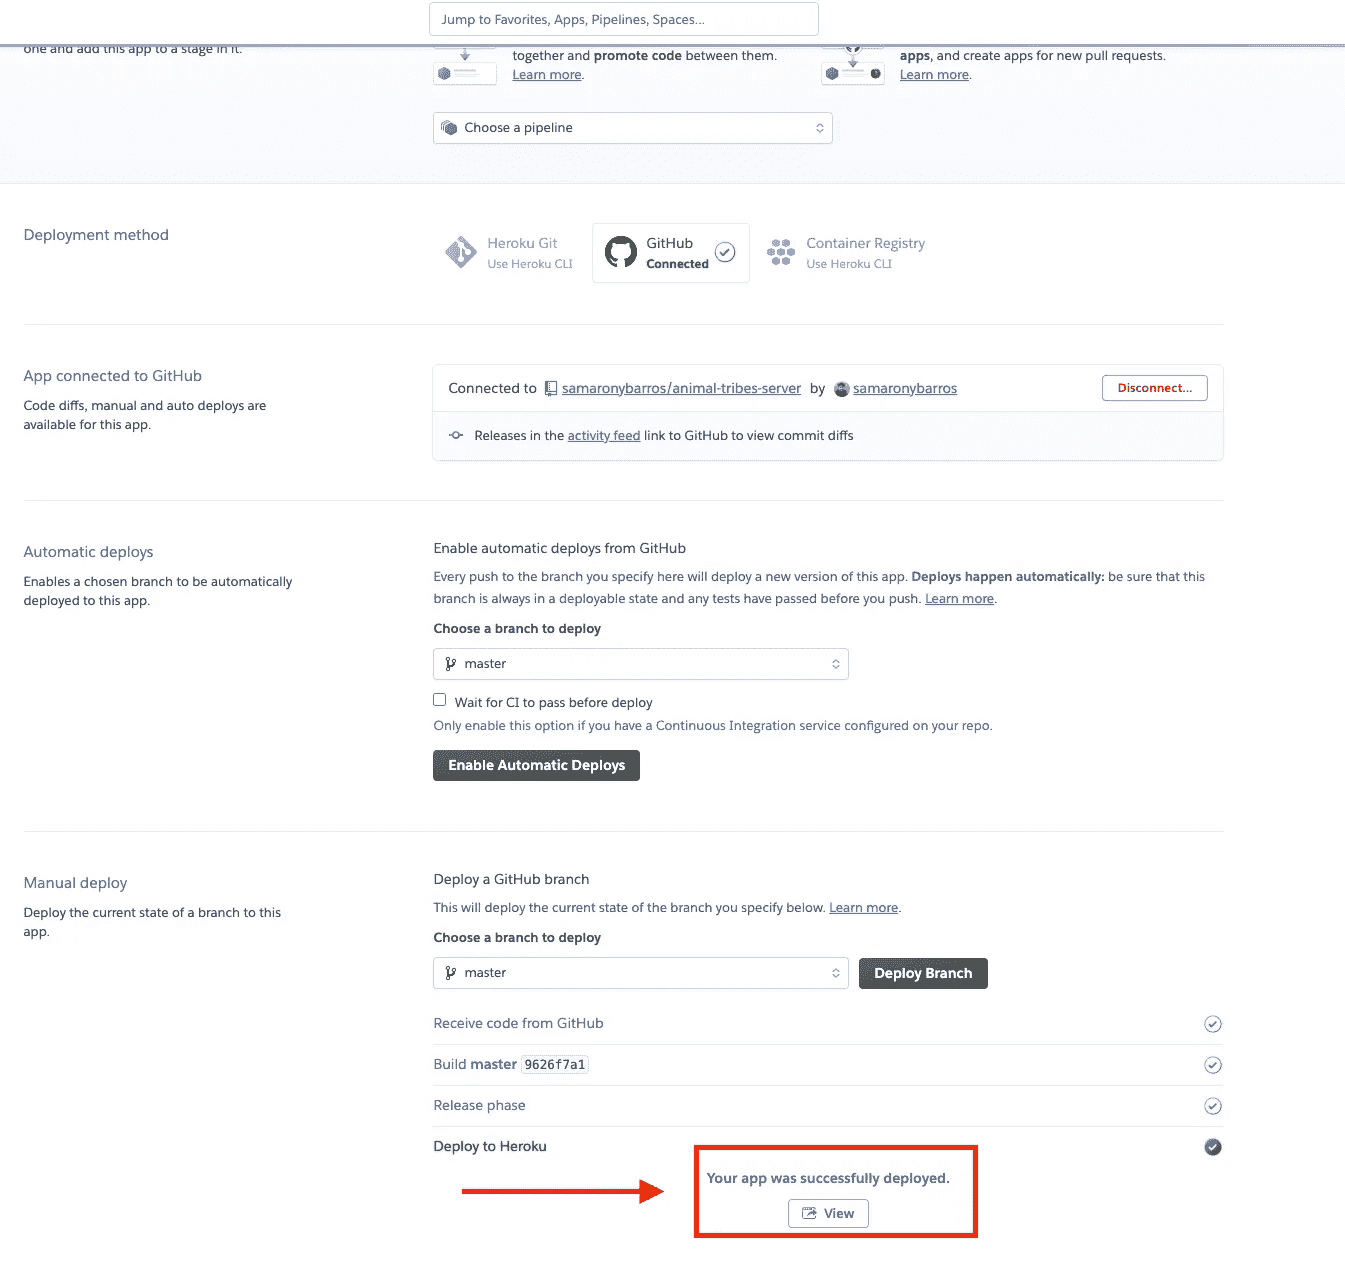 Jump to Favorites, Apps, Pipelines, Spaces...
one and add this app to a stage in it.
together and promote code between them.
Learn more.
apps, and create apps for new pull requests.
Learn more.
Choose a pipeline
Deployment method
Heroku Git
Use Heroku CLI
GitHub
Connected
Container Registry
Use Heroku CLI
App connected to GitHub
Code diffs, manual and auto deploys are
available for this app.
Connected to samaronybarros/animal-tribes-server by samaronybarros
Disconnect...
Releases in the activity feed link to GitHub to view commit diffs
Automatic deploys
Enables a chosen branch to be automatically
deployed to this app.
Enable automatic deploys from GitHub
Every push to the branch you specify here will deploy a new version of this app. Deploys happen automatically: be sure that this
branch is always in a deployable state and any tests have passed before you push. Learn more.
Choose a branch to deploy
master
Wait for CI to pass before deploy
Only enable this option if you have a Continuous Integration service configured on your repo.
Enable Automatic Deploys
Manual deploy
Deploy the current state of a branch to this
app.
Deploy a GitHub branch
This will deploy the current state of the branch you specify below. Learn more.
Choose a branch to deploy
master
Deploy Branch
Receive code from GitHub
Build master 9626f7a1
Release phase
Deploy to Heroku
Your app was successfully deployed.
View